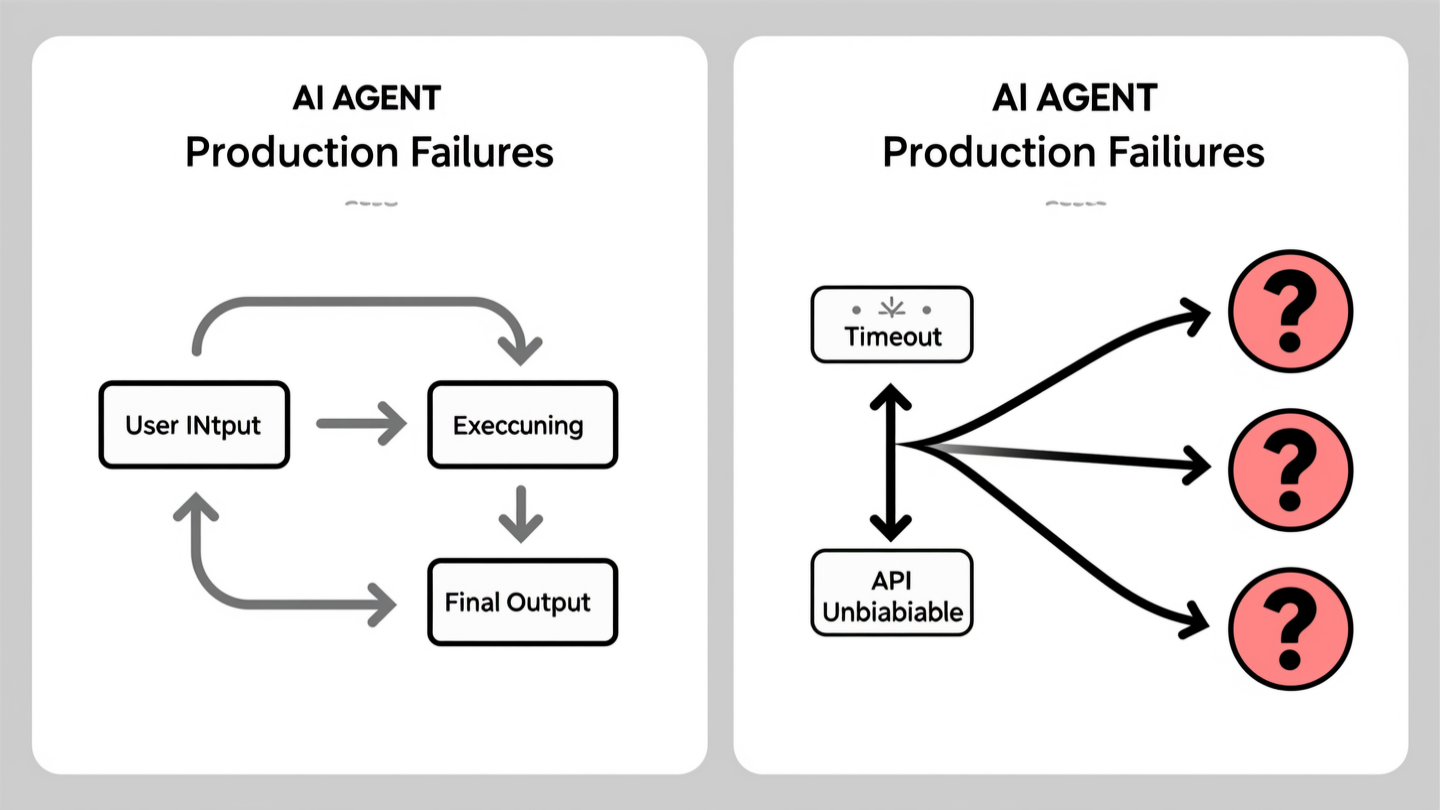 AI AGENT
Production Failures
User INtput
Execcuning
Final Output
AI AGENT
Production Failiures
?
Timeout
?
API
Unbiabiable
?